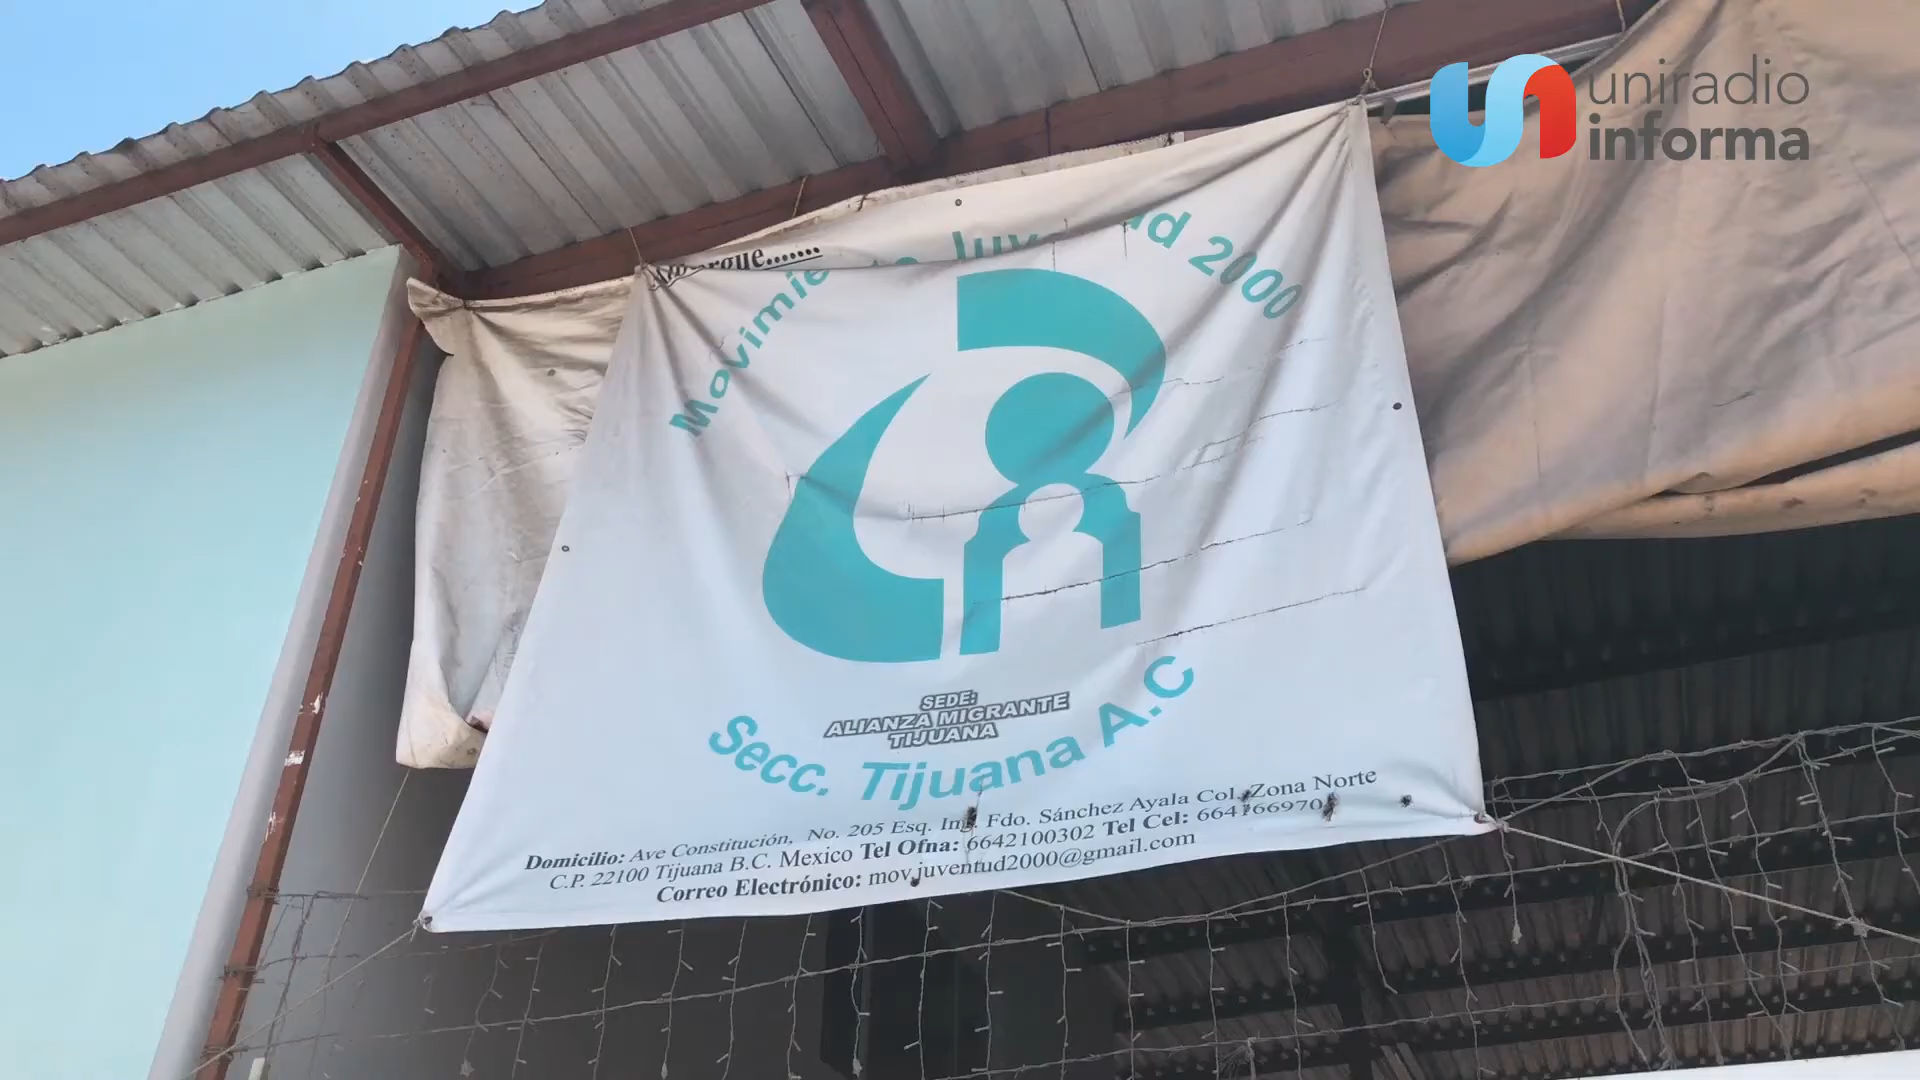 uniradio
informa
Movimiento Juventud 2000
SEDE:
ALIANZA MIGRANTE
TIJUANA
Secc. Tijuana A.C
Domicilio: Ave Constitución, No. 205 Esq. Fdo. Sánchez Ayala Col. Zona Norte
C.P. 22100 Tijuana B.C. Mexico Tel Ofna: 6642100302 Tel Cel:
Correo Electrónico: mov.juventud2000@gmail.com